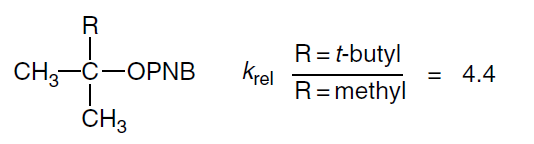 R
CH3–C–OPNB
CH3
krel R = t-butyl / R = methyl = 4.4